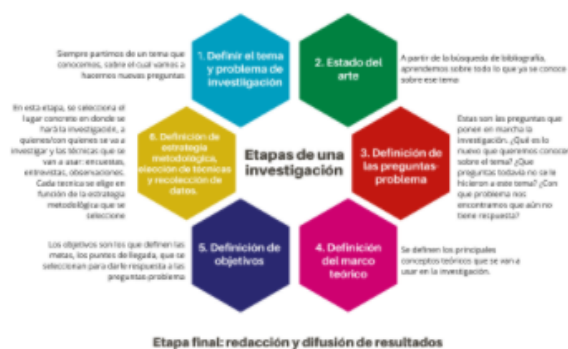 Siempre partimos de un tema que
conocemos, sobre el cual vamos a
hacernos nuevas preguntas
1. Definir el tema
y problema de
investigación
2. Estado del
arte
A partir de la búsqueda de bibliografía,
aprendemos sobre todo lo que ya se conoce
sobre ese tema
En esta etapa, se selecciona el
lugar concreto en donde se
hará la investigación, a
quienes/con quienes se va a
investigar y las técnicas que se
van a usar: encuestas,
entrevistas, observaciones.
Cada tecnica se elige en
función de la estrategia
metodológica que se
seleccione
6. Definición de
estrategia
metodológica,
elección de técnicas
y recolección de
datos.
Etapas de una
investigación
3. Definición de
las preguntas-
problema
Estas son las preguntas que
ponen en marcha la
investigación. ¿Qué es lo
nuevo que queremos conocer
sobre el tema? ¿Que
preguntas todavía no se le
hicieron a este tema? ¿Con
que problema nos
encontramos que aún no
tiene respuesta?
Los objetivos son los que definen las
metas, los puntos de llegada, que se
seleccionan para darle respuesta a las
preguntas-problema
5. Definición de
objetivos
4. Definición
del marco
teórico
Se definen los principales
conceptos teóricos que se van a
usar en la investigación.
Etapa final: redacción y difusión de resultados